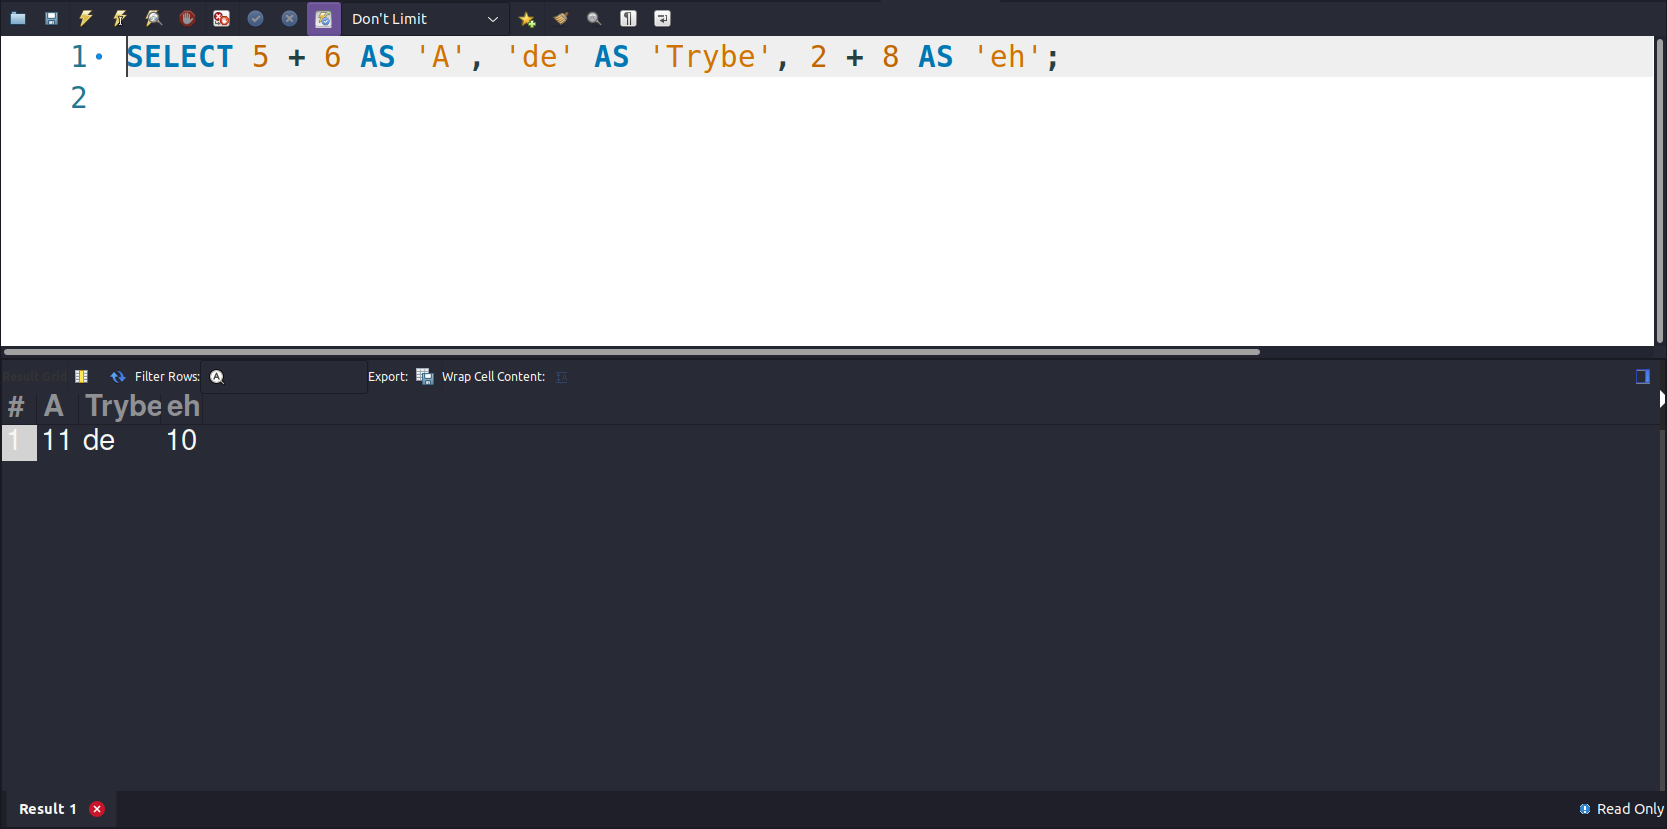 Don't Limit
1 SELECT 5 + 6 AS 'A', 'de' AS 'Trybe', 2 + 8 AS 'eh';
2
Result Grid Filter Rows: Export: Wrap Cell Content:
# A Trybe eh
1 11 de 10
Result 1 Read Only